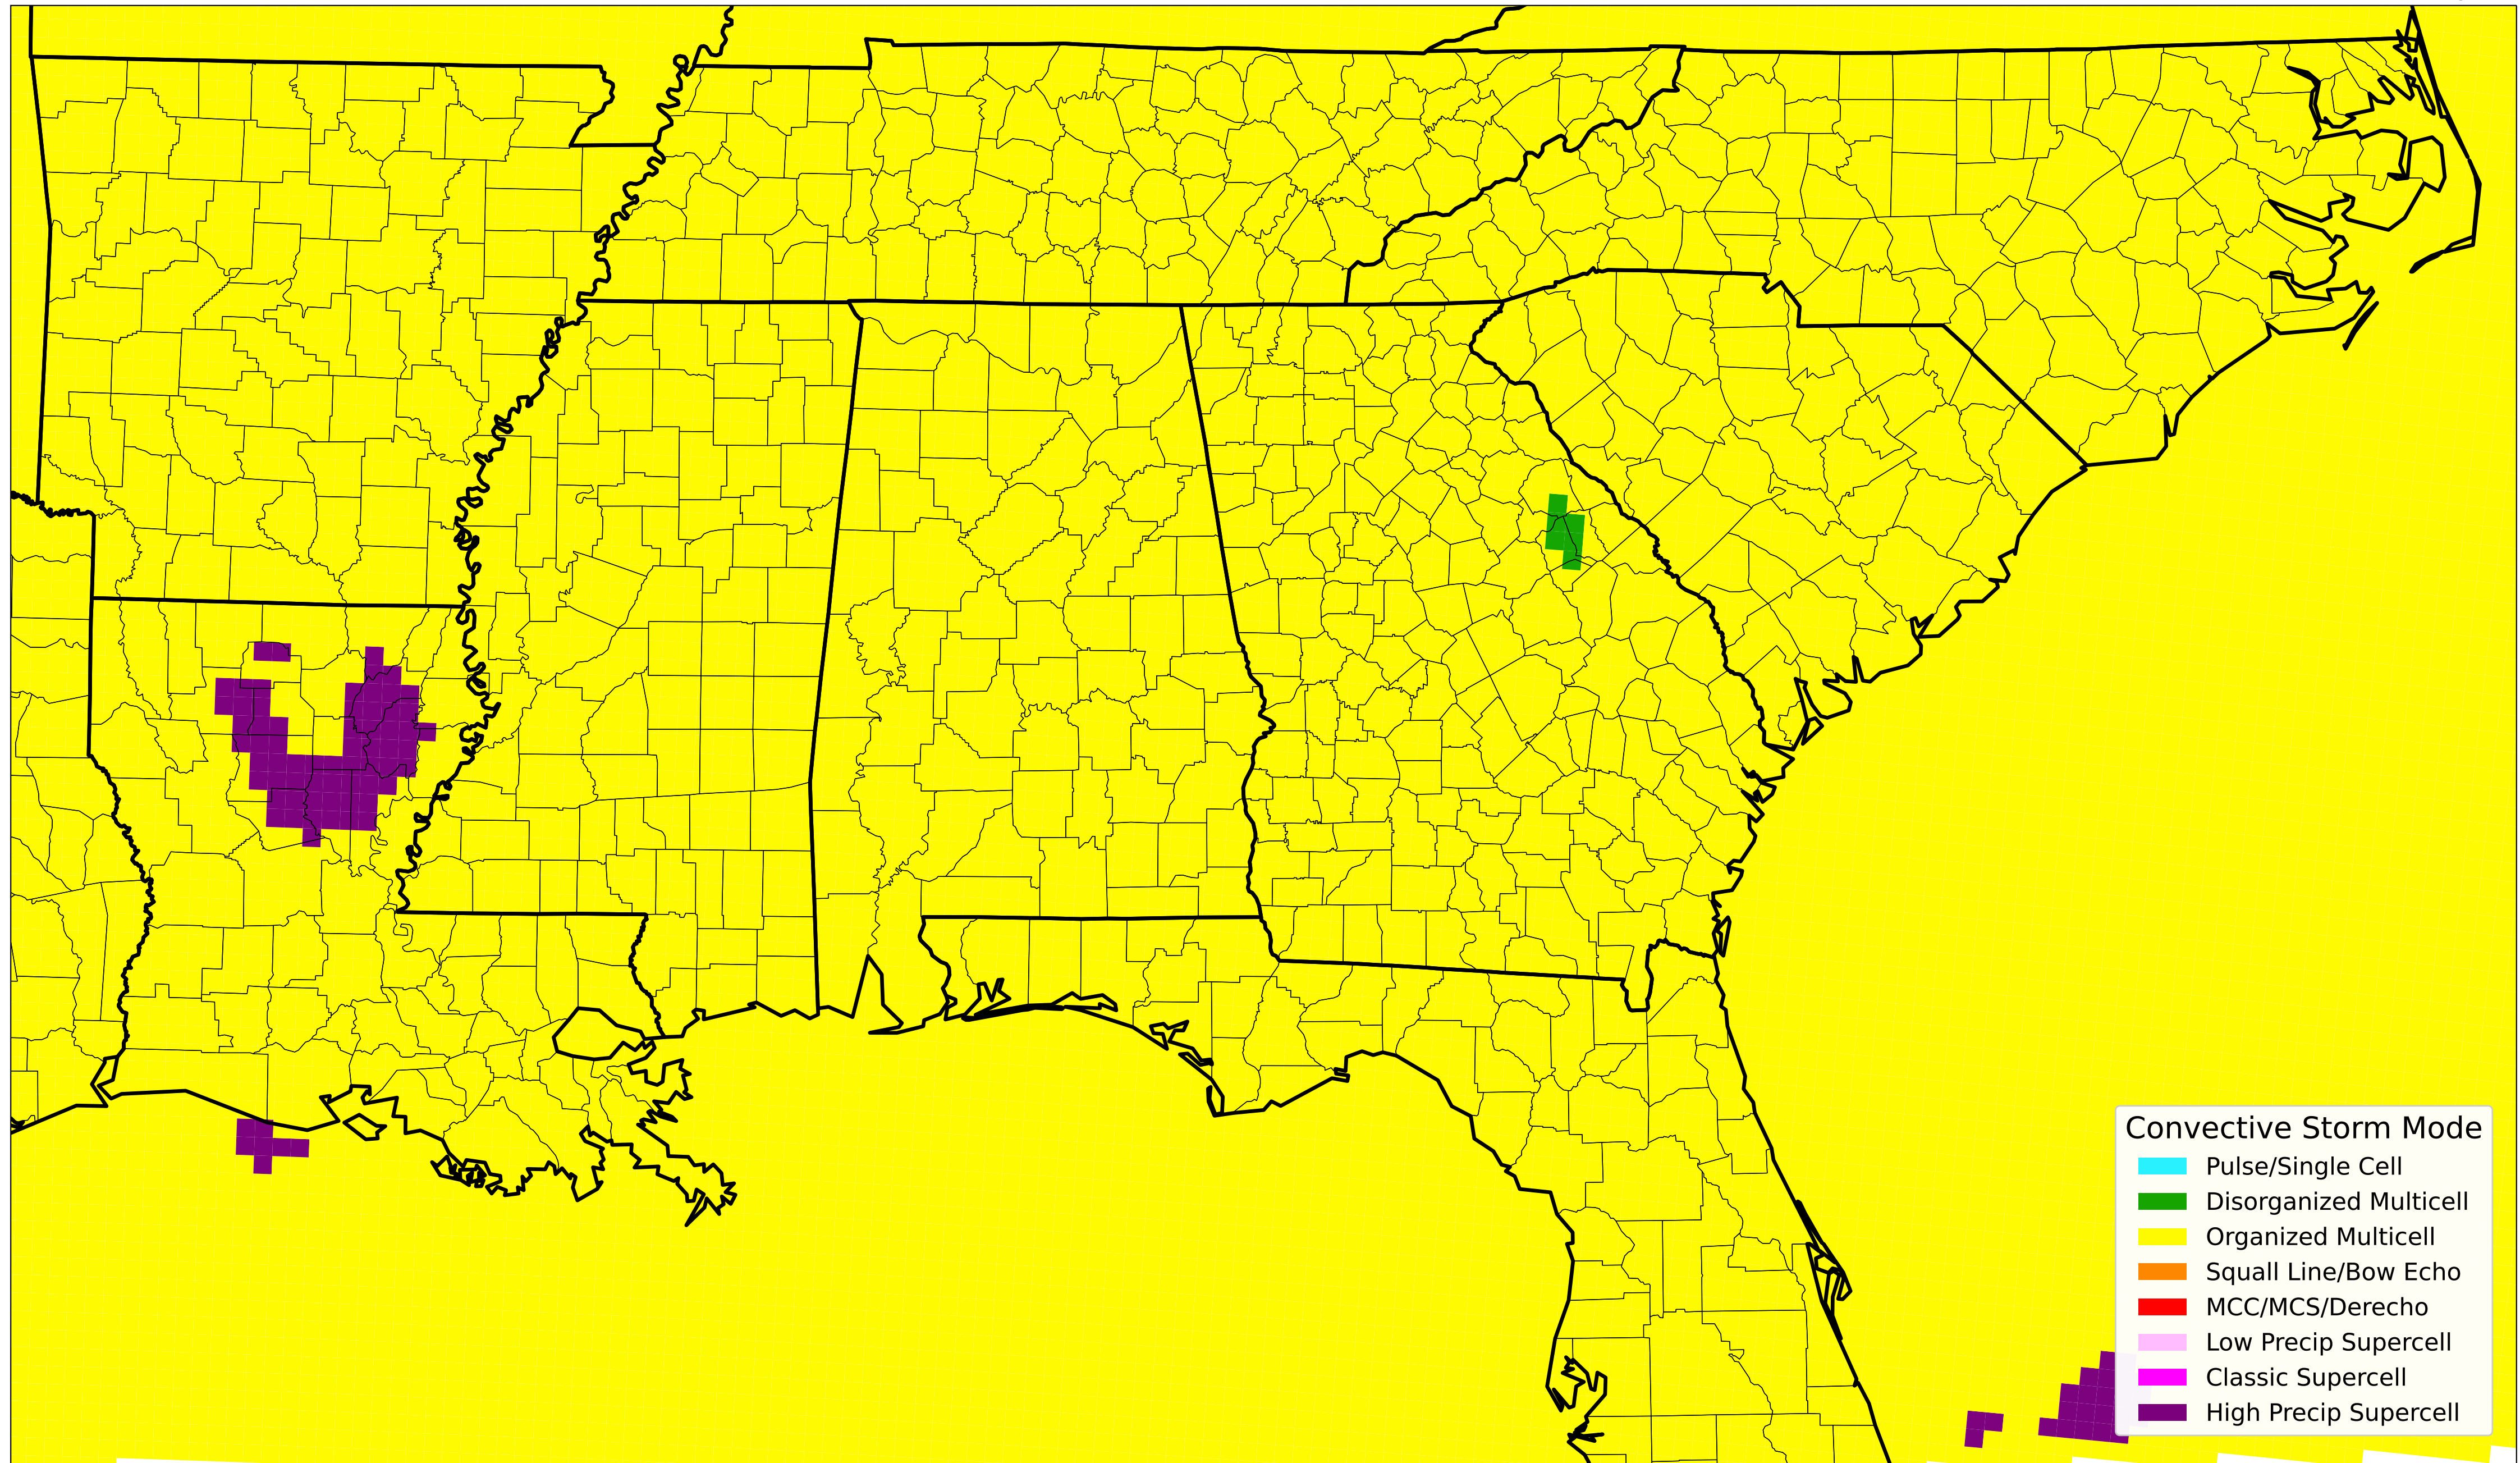 Convective Storm Mode
Pulse/Single Cell
Disorganized Multicell
Organized Multicell
Squall Line/Bow Echo
MCC/MCS/Derecho
Low Precip Supercell
Classic Supercell
High Precip Supercell